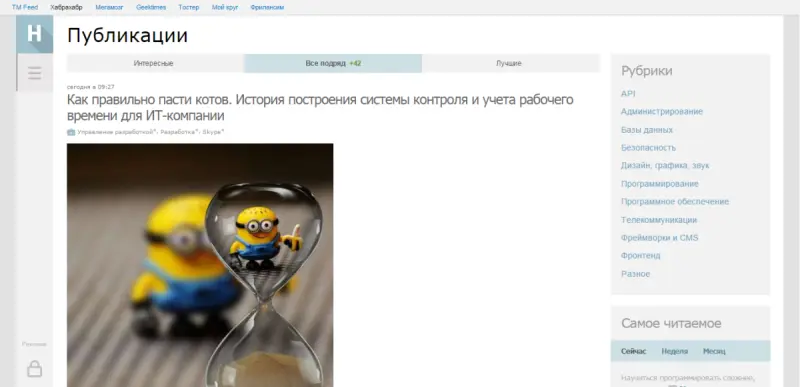 TM Feed Хабрахабр Мегамозг Geektimes Тостер Мой круг Фрилансим
H
Публикации
Интересные Все подряд +42 Лучшие
сегодня в 09:27
Как правильно пасти котов. История построения системы контроля и учета рабочего
времени для ИТ-компании
Управление разработкой*, Разработка*, Skype*
Рубрики
API
Администрирование
Базы данных
Безопасность
Дизайн, графика, звук
Программирование
Программное обеспечение
Телекоммуникации
Фреймворки и CMS
Фронтенд
Разное
Самое читаемое
Сейчас Неделя Месяц
Научиться программировать сложнее,
Реклама